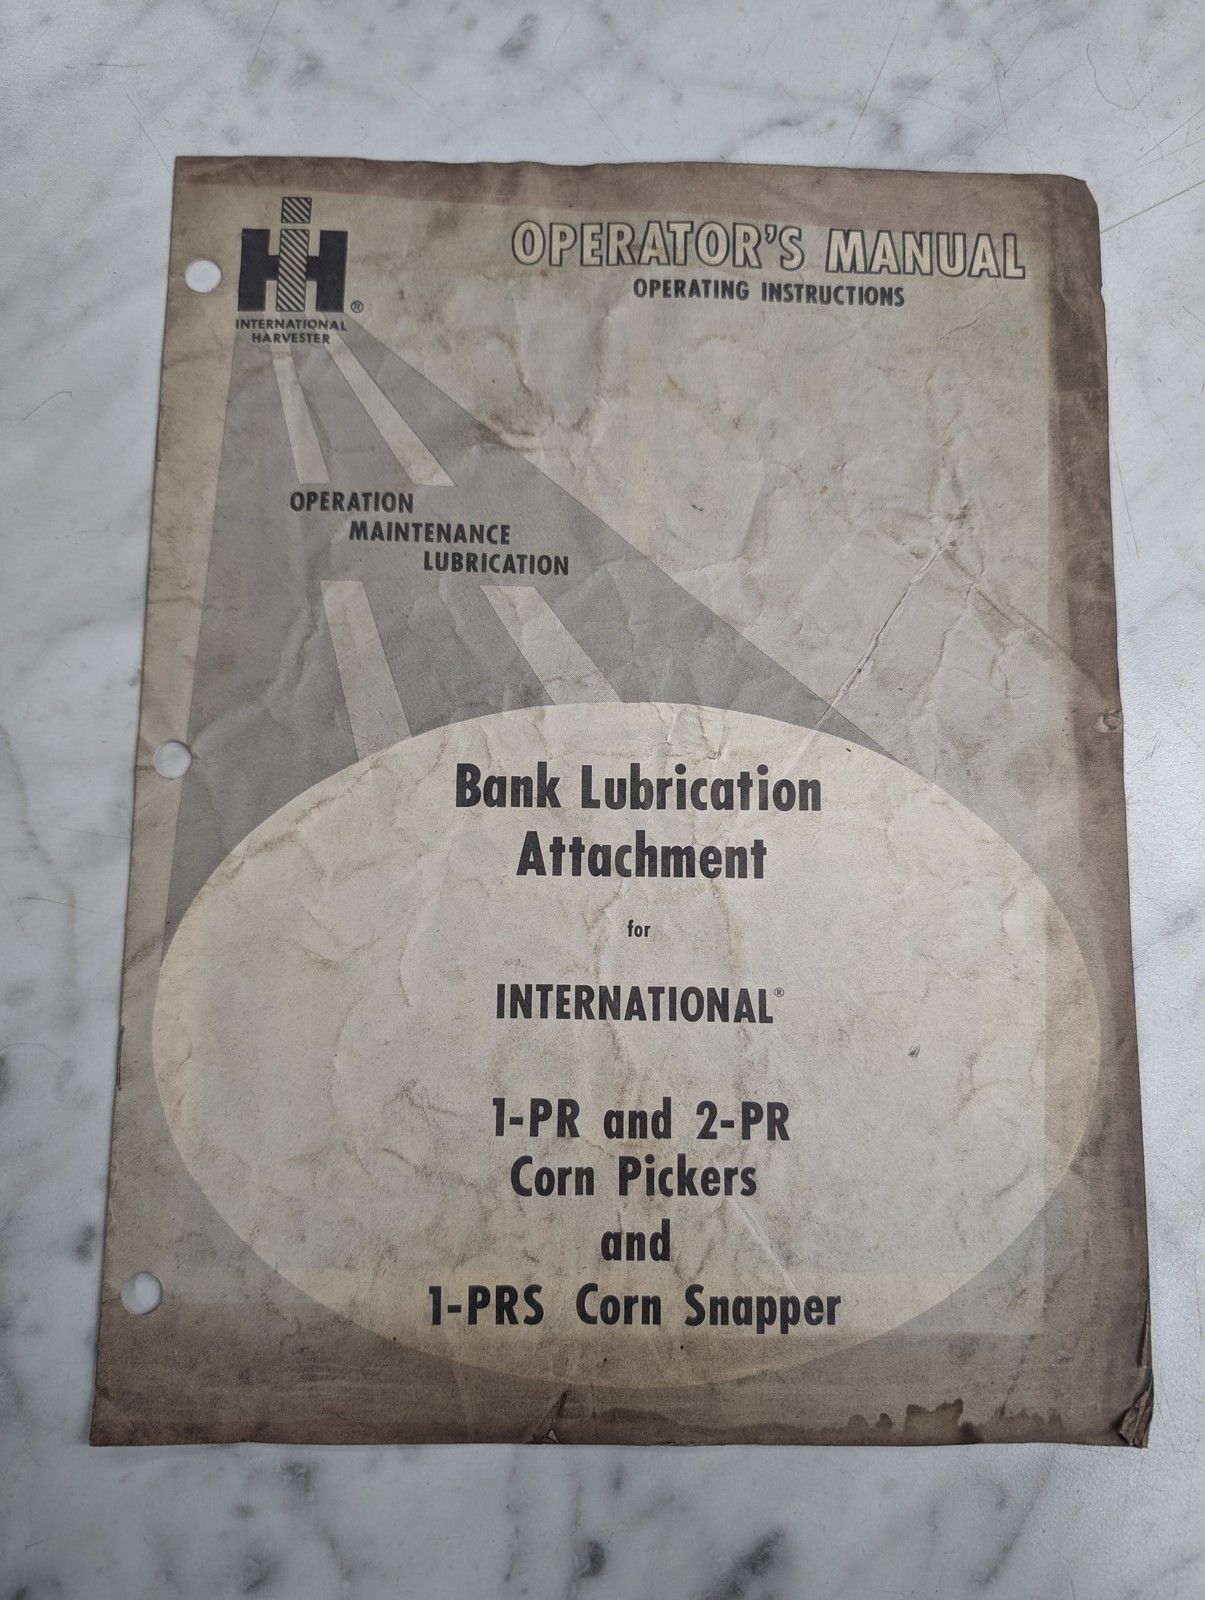 IH®
INTERNATIONAL
HARVESTER
OPERATOR'S MANUAL
OPERATING INSTRUCTIONS
OPERATION
MAINTENANCE
LUBRICATION
Bank Lubrication
Attachment
for
INTERNATIONAL®
1-PR and 2-PR
Corn Pickers
and
1-PRS Corn Snapper